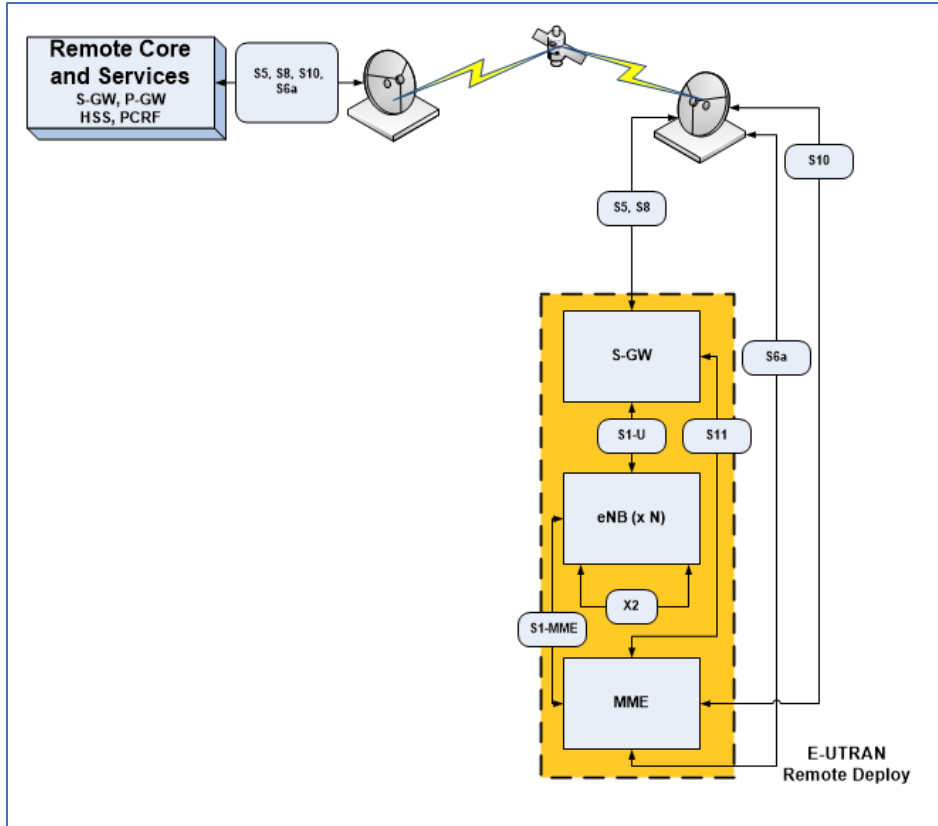 Remote Core
and Services
S-GW, P-GW
HSS, PCRF
S5, S8, S10,
S6a
S10
S5, S8
S-GW
S6a
S1-U
S11
eNB (x N)
X2
S1-MME
MME
E-UTRAN
Remote Deploy